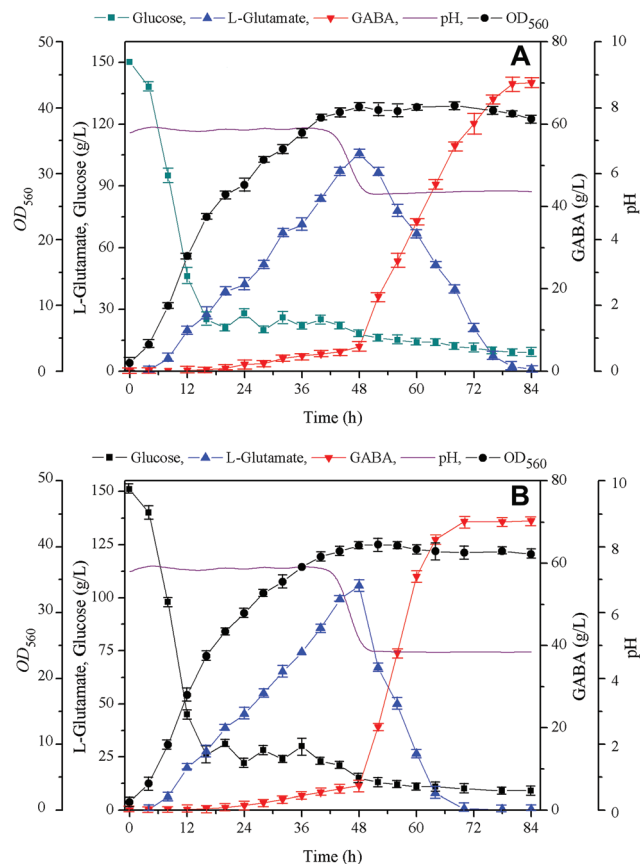 Glucose, L-Glutamate, GABA, pH, OD560
A
OD560
50
40
30
20
10
0
L-Glutamate, Glucose (g/L)
150
120
90
60
30
0
GABA (g/L)
80
60
40
20
0
pH
10
8
6
4
2
0
0 12 24 36 48 60 72 84
Time (h)
Glucose, L-Glutamate, GABA, pH, OD560
B
OD560
50
40
30
20
10
0
L-Glutamate, Glucose (g/L)
150
125
100
75
50
25
0
GABA (g/L)
80
60
40
20
0
pH
10
8
6
4
2
0
0 12 24 36 48 60 72 84
Time (h)